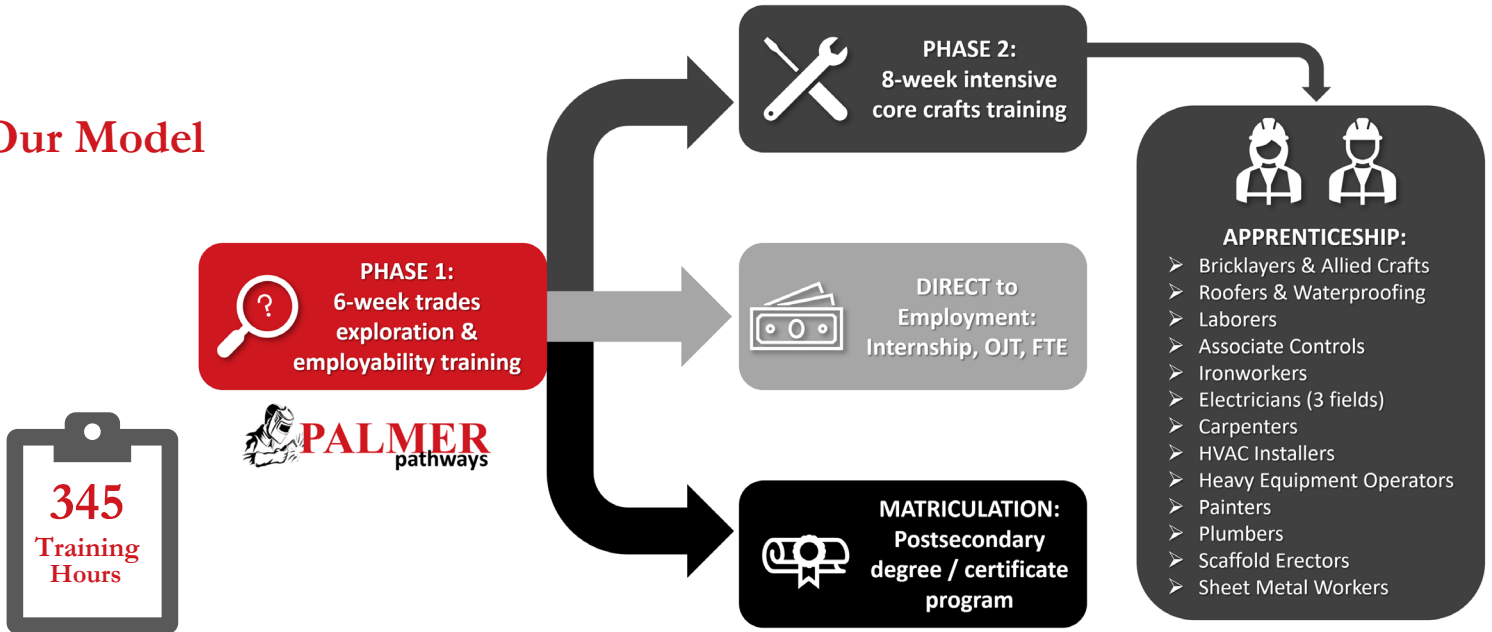 Our Model
PHASE 1:
6-week trades
exploration &
employability training
PALMER
pathways
345
Training
Hours
PHASE 2:
8-week intensive
core crafts training
DIRECT to
Employment:
Internship, OJT, FTE
MATRICULATION:
Postsecondary
degree / certificate
program
APPRENTICESHIP:
➢ Bricklayers & Allied Crafts
➢ Roofers & Waterproofing
➢ Laborers
➢ Associate Controls
➢ Ironworkers
➢ Electricians (3 fields)
➢ Carpenters
➢ HVAC Installers
➢ Heavy Equipment Operators
➢ Painters
➢ Plumbers
➢ Scaffold Erectors
➢ Sheet Metal Workers